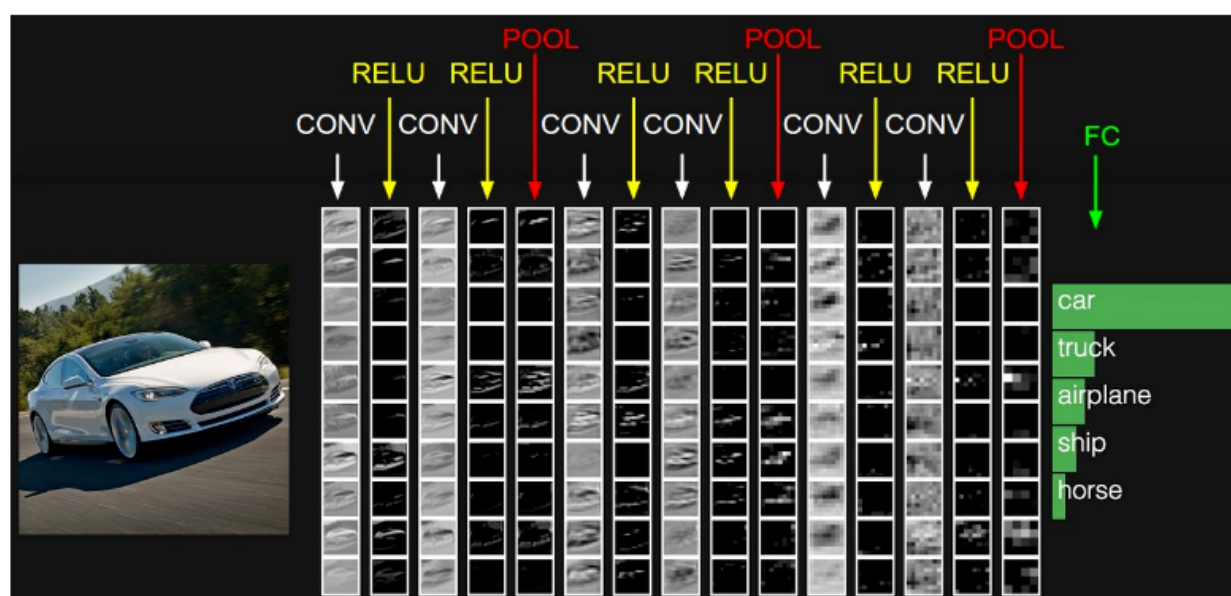 POOL POOL POOL
RELU RELU RELU RELU RELU RELU
CONV CONV CONV CONV CONV CONV
FC
car
truck
airplane
ship
horse